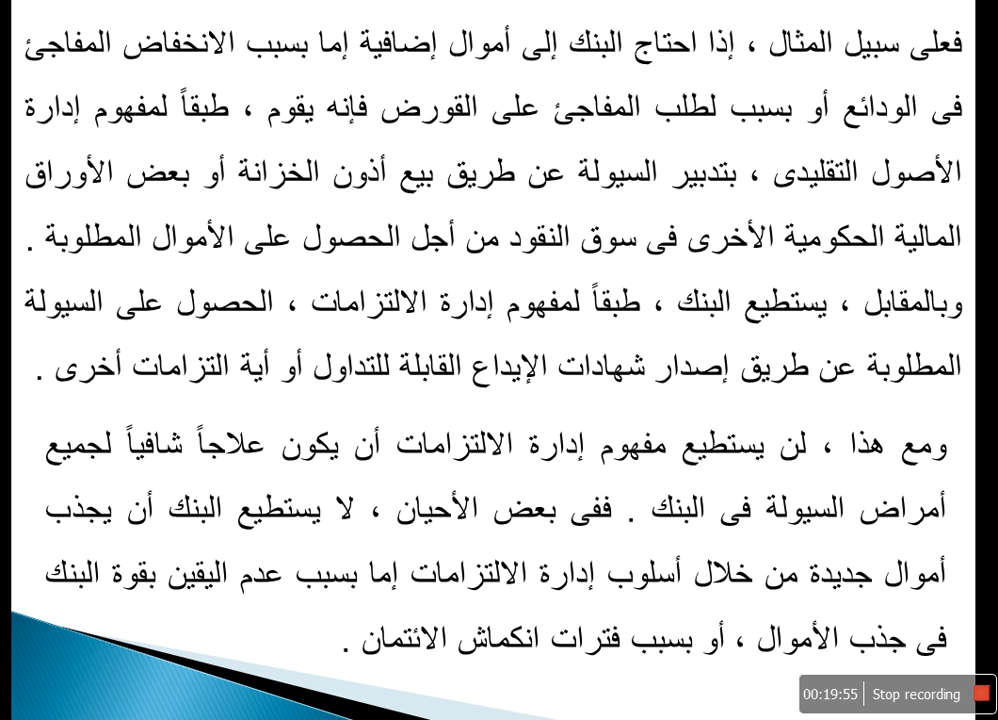 فعلى سبيل المثال ، إذا احتاج البنك إلى أموال إضافية إما بسبب الانخفاض المفاجئ
فى الودائع أو بسبب لطلب المفاجئ على القورض فإنه يقوم ، طبقاً لمفهوم إدارة
الأصول التقليدى ، بتدبير السيولة عن طريق بيع أذون الخزانة أو بعض الأوراق
المالية الحكومية الأخرى فى سوق النقود من أجل الحصول على الأموال المطلوبة .
وبالمقابل ، يستطيع البنك ، طبقاً لمفهوم إدارة الالتزامات ، الحصول على السيولة
المطلوبة عن طريق إصدار شهادات الإيداع القابلة للتداول أو أية التزامات أخرى .
ومع هذا ، لن يستطيع مفهوم إدارة الالتزامات أن يكون علاجاً شافياً لجميع
أمراض السيولة فى البنك . ففى بعض الأحيان ، لا يستطيع البنك أن يجذب
أموال جديدة من خلال أسلوب إدارة الالتزامات إما بسبب عدم اليقين بقوة البنك
فى جذب الأموال ، أو بسبب فترات انكماش الائتمان .
00:19:55 Stop recording